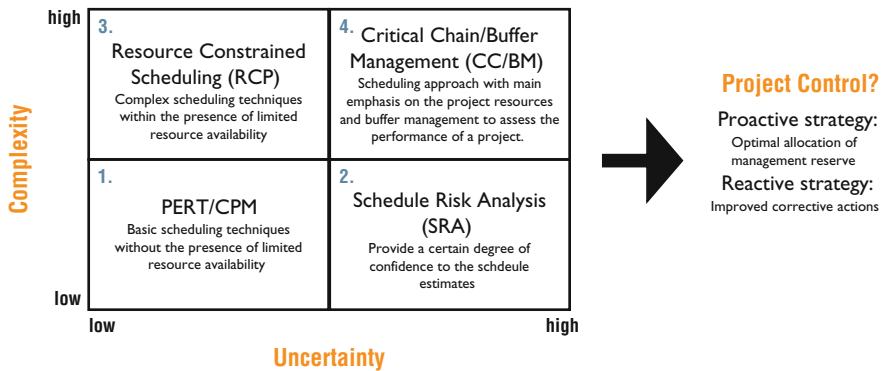 high
3.
Resource Constrained
Scheduling (RCP)
Complex scheduling techniques
within the presence of limited
resource availability
4.
Critical Chain/Buffer
Management (CC/BM)
Scheduling approach with main
emphasis on the project resources
and buffer management to assess the
performance of a project.
Complexity
1.
PERT/CPM
Basic scheduling techniques
without the presence of limited
resource availability
2.
Schedule Risk Analysis
(SRA)
Provide a certain degree of
confidence to the schdeule
estimates
low
low
high
Uncertainty
Project Control?
Proactive strategy:
Optimal allocation of
management reserve
Reactive strategy:
Improved corrective actions